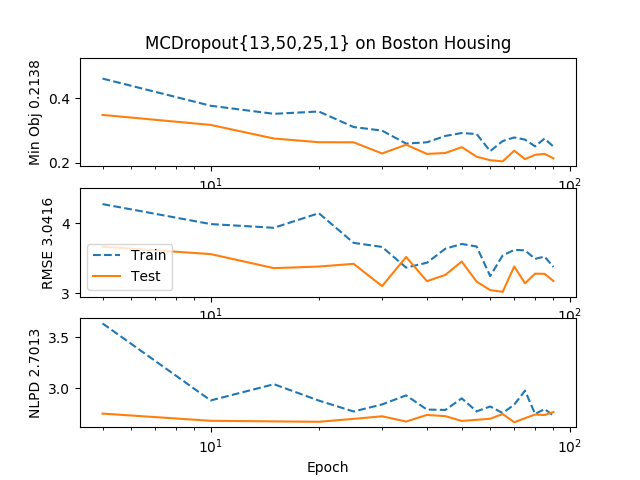 MCDropout{13,50,25,1} on Boston Housing
Min Obj 0.2138
0.4
0.2
10¹
10²
RMSE 3.0416
4
3
Train
Test
10¹
10²
NLPD 2.7013
3.5
3.0
10¹
10²
Epoch